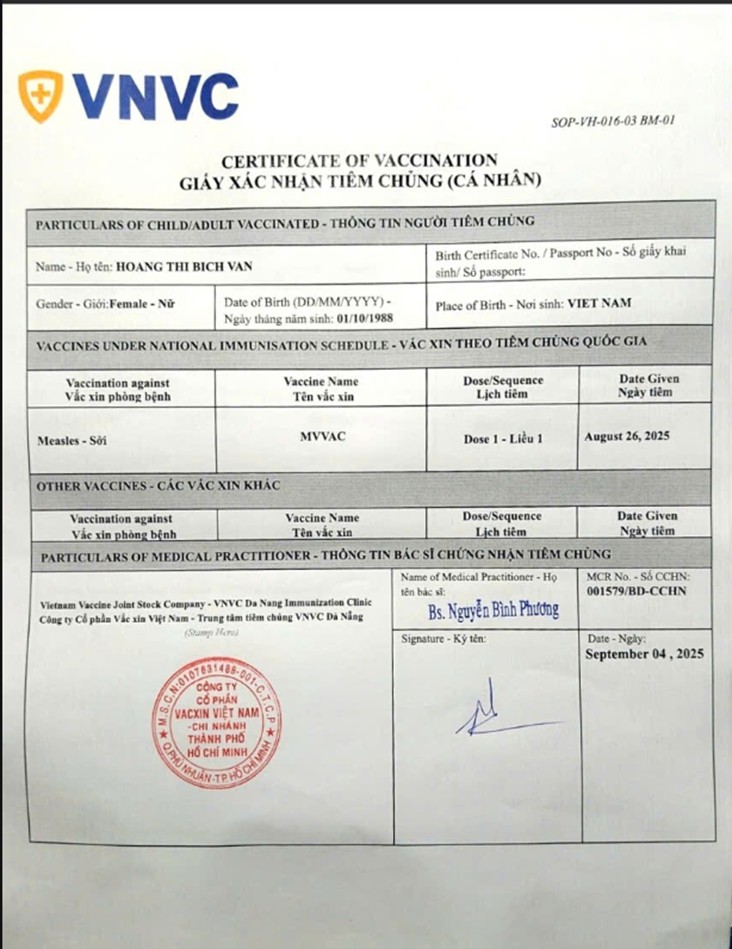 VNVC
SOP-VH-016-03 BM-01
CERTIFICATE OF VACCINATION
GIẤY XÁC NHẬN TIÊM CHỦNG (CÁ NHÂN)
PARTICULARS OF CHILD/ADULT VACCINATED - THÔNG TIN NGƯỜI TIÊM CHỦNG
Name - Họ tên: HOANG THI BICH VAN
Birth Certificate No. / Passport No - Số giấy khai
sinh/ Số passport:
Gender - Giới:Female - Nữ
Date of Birth (DD/MM/YYYY) -
Ngày tháng năm sinh: 01/10/1988
Place of Birth - Nơi sinh: VIET NAM
VACCINES UNDER NATIONAL IMMUNISATION SCHEDULE - VẮC XIN THEO TIÊM CHỦNG QUỐC GIA
Vaccination against
Vắc xin phòng bệnh
Vaccine Name
Tên vắc xin
Dose/Sequence
Lịch tiêm
Date Given
Ngày tiêm
Measles - Sởi
MVVAC
Dose 1 - Liều 1
August 26, 2025
OTHER VACCINES - CÁC VẮC XIN KHÁC
Vaccination against
Vắc xin phòng bệnh
Vaccine Name
Tên vắc xin
Dose/Sequence
Lịch tiêm
Date Given
Ngày tiêm
PARTICULARS OF MEDICAL PRACTITIONER - THÔNG TIN BÁC SĨ CHỨNG NHẬN TIÊM CHỦNG
Vietnam Vaccine Joint Stock Company - VNVC Da Nang Immunization Clinic
Công ty Cổ phần Vắc xin Việt Nam - Trung tâm tiêm chủng VNVC Đà Nẵng
(Stamp Here)
M.S.C.N:0107631488-001-C.T.C.P
CÔNG TY
CỔ PHẦN
VACXIN VIỆT NAM
-CHI NHÁNH
THÀNH PHỐ
HỒ CHÍ MINH
Q.PHÚ NHUẬN-TP.HỒ CHÍ MINH
Name of Medical Practitioner - Họ
tên bác sĩ:
Bs. Nguyễn Bình Phương
MCR No. - Số CCHN:
001579/BD-CCHN
Signature - Ký tên:
Date - Ngày:
September 04 , 2025